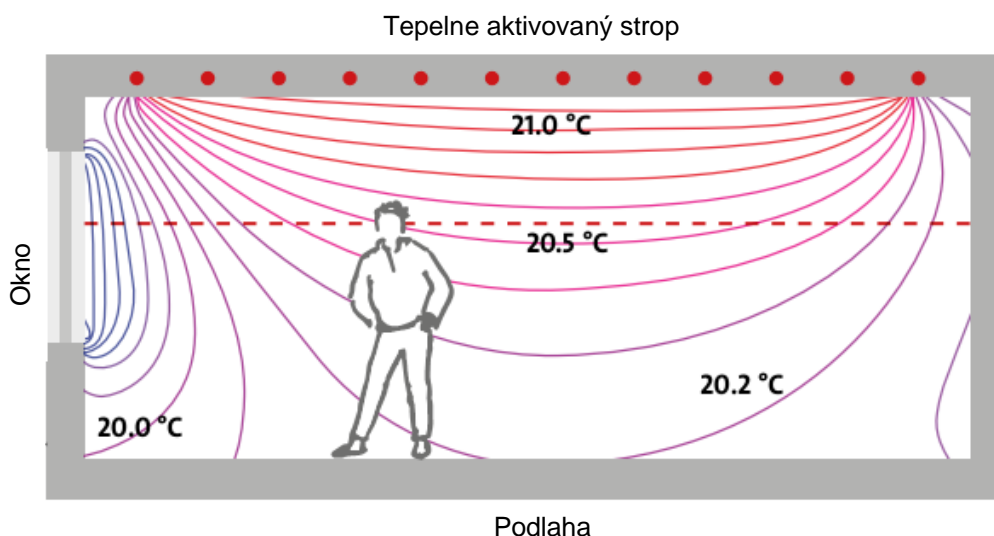 Tepelne aktivovaný strop
21.0 °C
20.5 °C
Okno
20.2 °C
20.0 °C
Podlaha